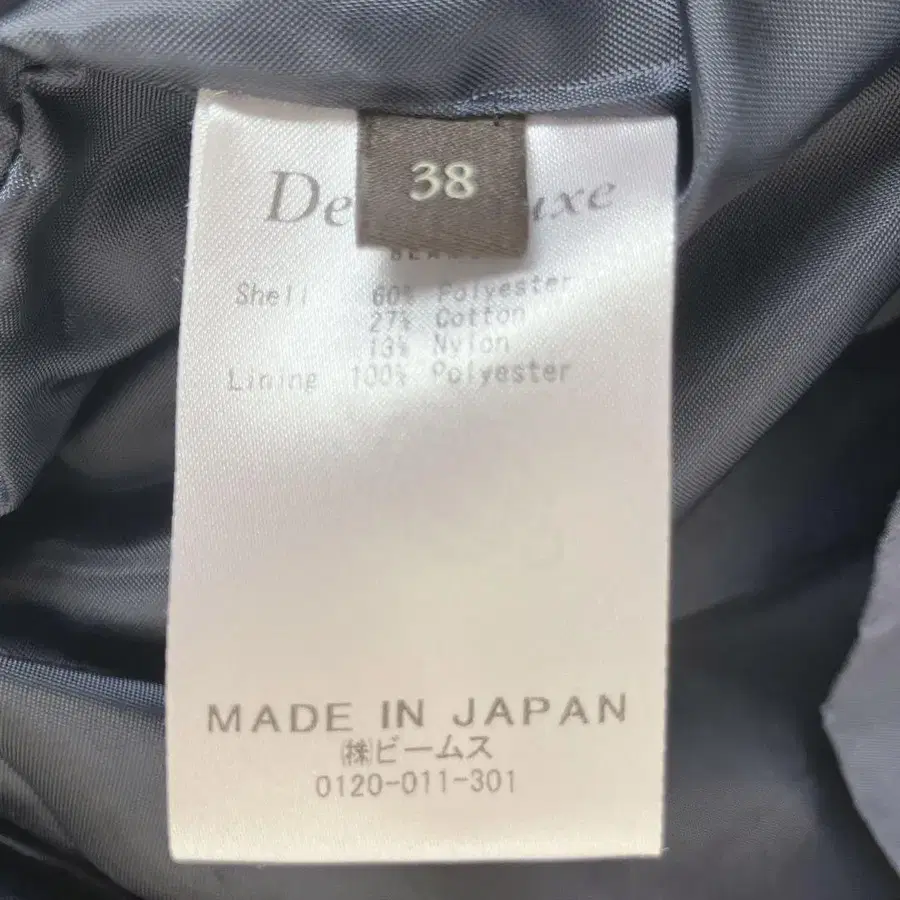 38
Shell 60% Polyester
27% Cotton
13% Nylon
Lining 100% Polyester
MADE IN JAPAN
㈱ビームス
0120-011-301